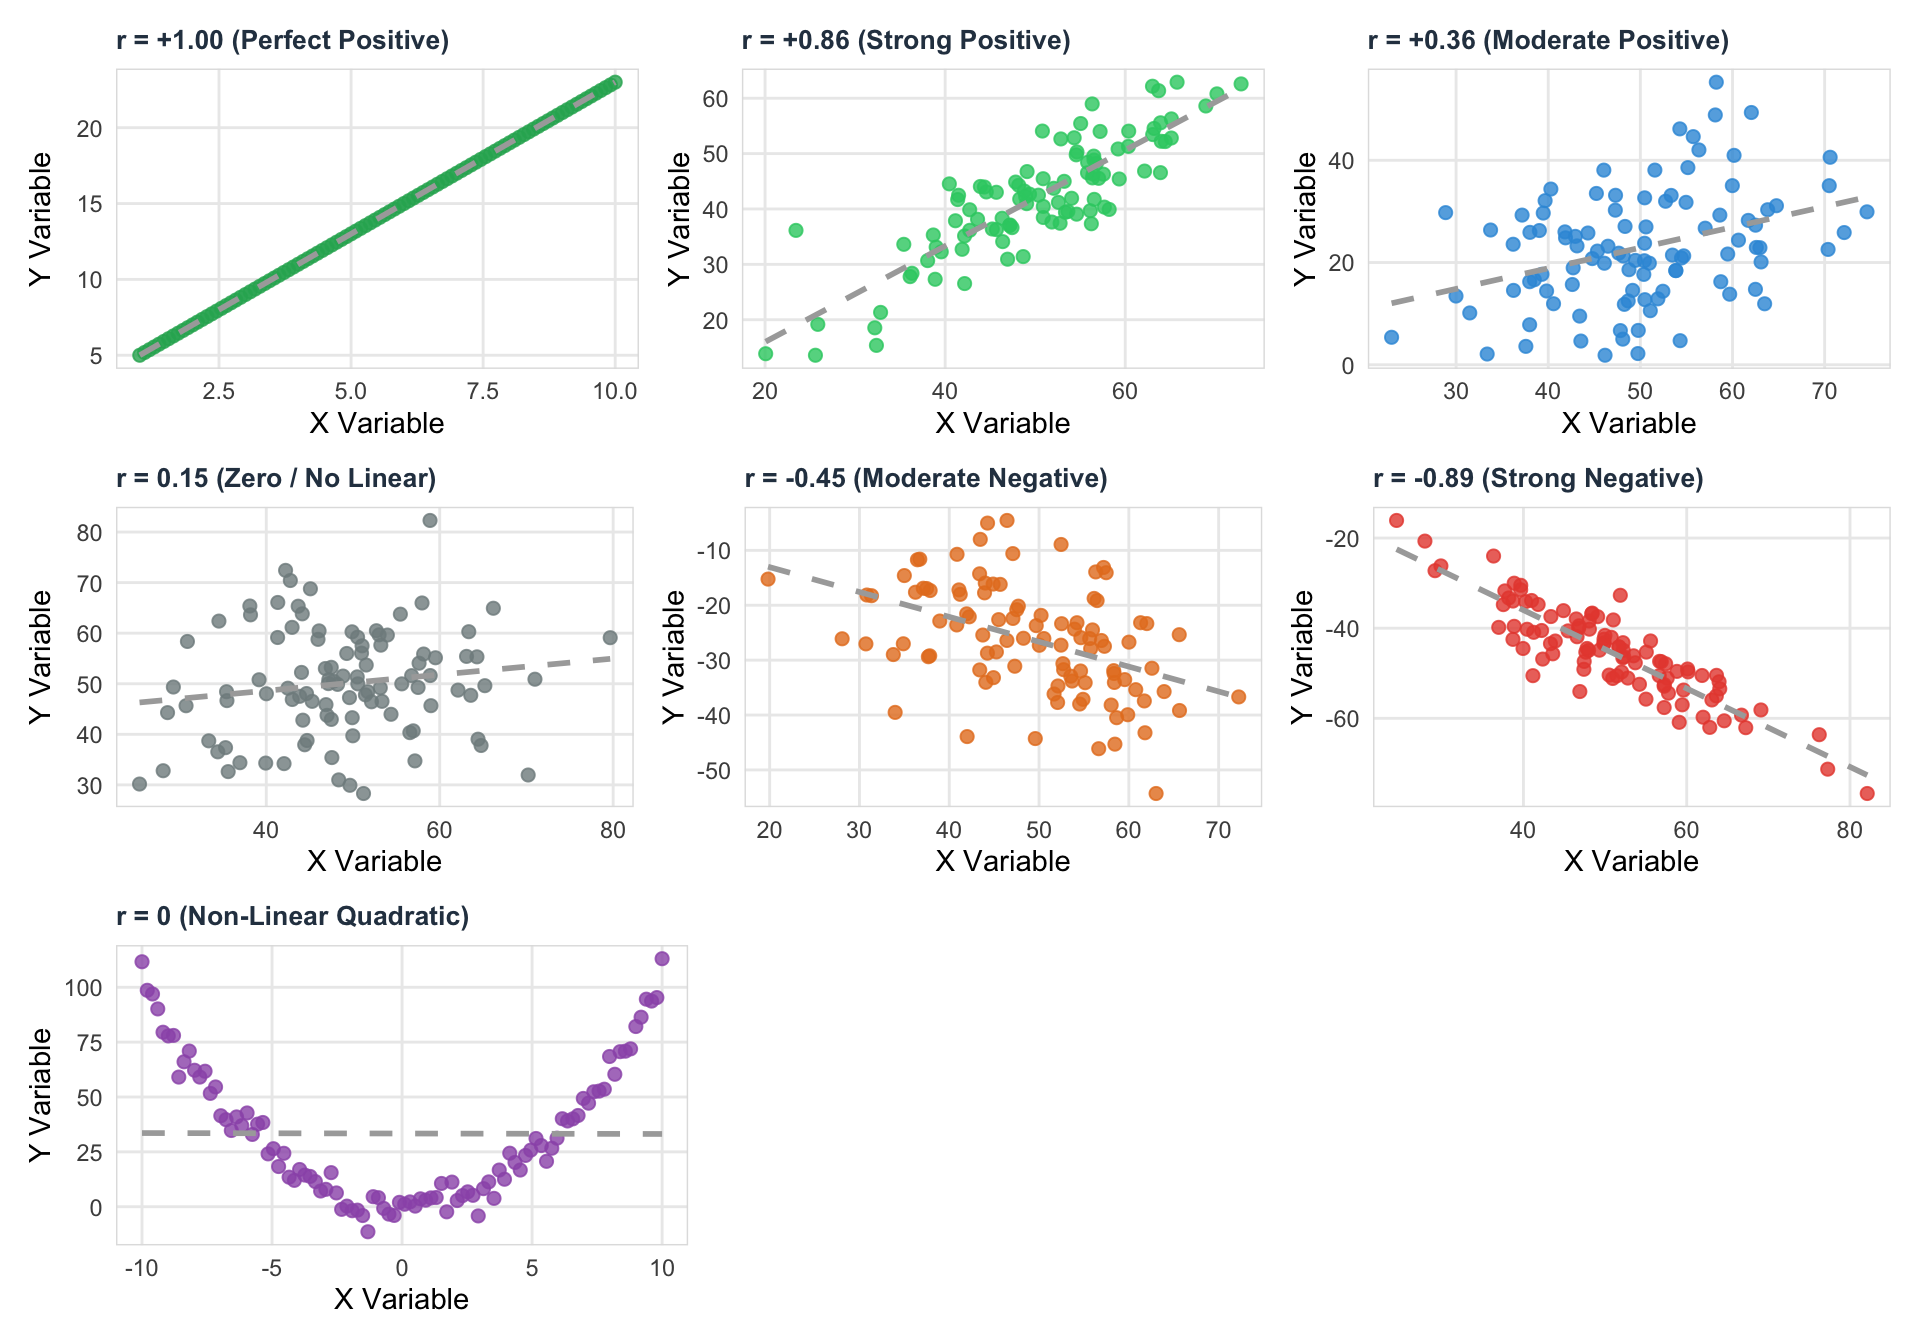 r = +1.00 (Perfect Positive)
Y Variable
20
15
10
5
2.5 5.0 7.5 10.0
X Variable
r = +0.86 (Strong Positive)
Y Variable
60
50
40
30
20
20 40 60
X Variable
r = +0.36 (Moderate Positive)
Y Variable
40
20
0
30 40 50 60 70
X Variable
r = 0.15 (Zero / No Linear)
Y Variable
80
70
60
50
40
30
40 60 80
X Variable
r = -0.45 (Moderate Negative)
Y Variable
-10
-20
-30
-40
-50
20 30 40 50 60 70
X Variable
r = -0.89 (Strong Negative)
Y Variable
-20
-40
-60
40 60 80
X Variable
r = 0 (Non-Linear Quadratic)
Y Variable
100
75
50
25
0
-10 -5 0 5 10
X Variable